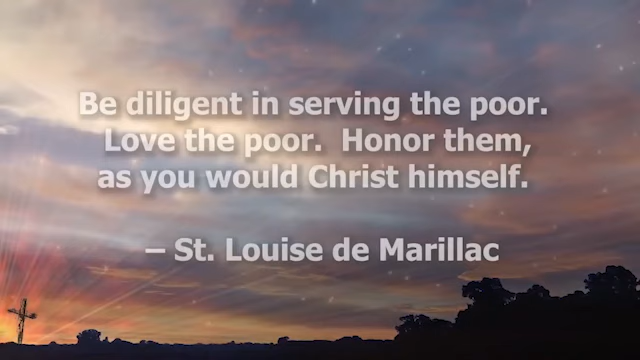 Be diligent in serving the poor.
Love the poor.  Honor them,
as you would Christ himself.
– St. Louise de Marillac